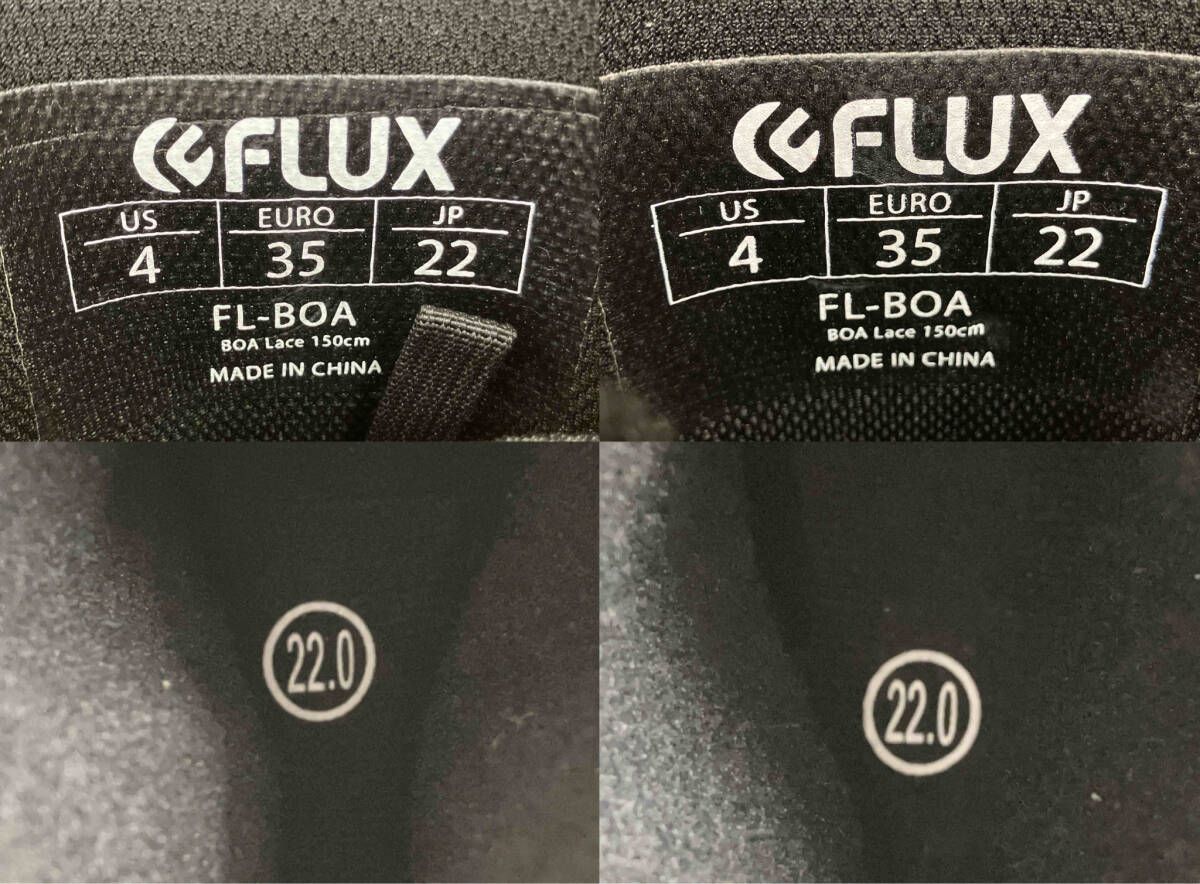 FLUX
US EURO JP
4 35 22
FL-BOA
BOA Lace 150cm
MADE IN CHINA
FLUX
US EURO JP
4 35 22
FL-BOA
BOA Lace 150cm
MADE IN CHINA
22.0
22.0